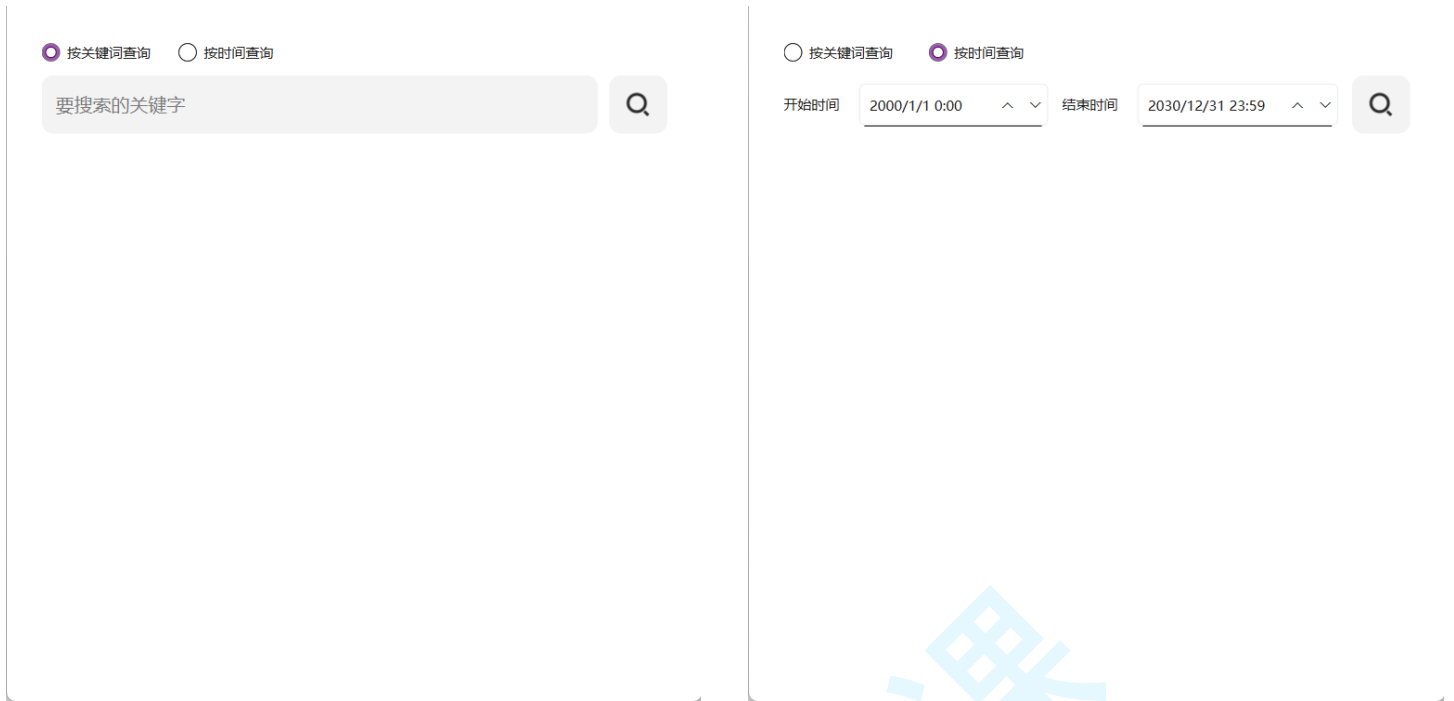 按关键词查询 按时间查询
要搜索的关键字
按关键词查询 按时间查询
开始时间 2000/1/1 0:00 结束时间 2030/12/31 23:59